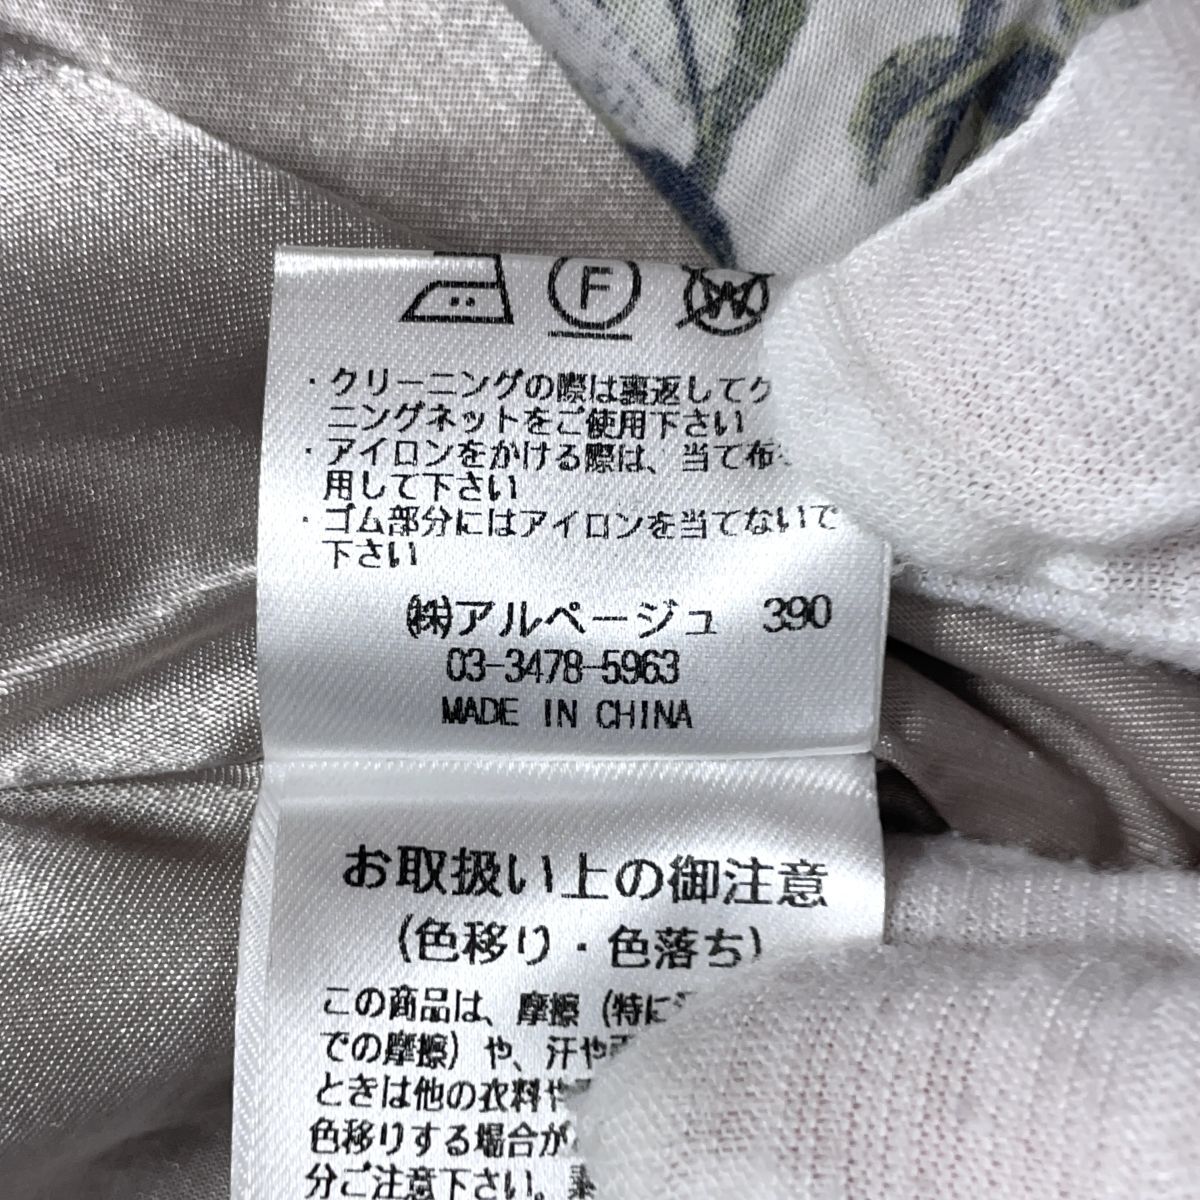 F W
・クリーニングの際は裏返してク
ニングネットをご使用下さい
・アイロンをかける際は、当て布
用して下さい
・ゴム部分にはアイロンを当てないで
下さい
㈱アルページュ 390
03-3478-5963
MADE IN CHINA
お取扱い上の御注意
(色移り・色落ち)
この商品は、摩擦（特に
での摩擦）や、汗や
ときは他の衣料や
色移りする場合が
分ご注意下さい。素